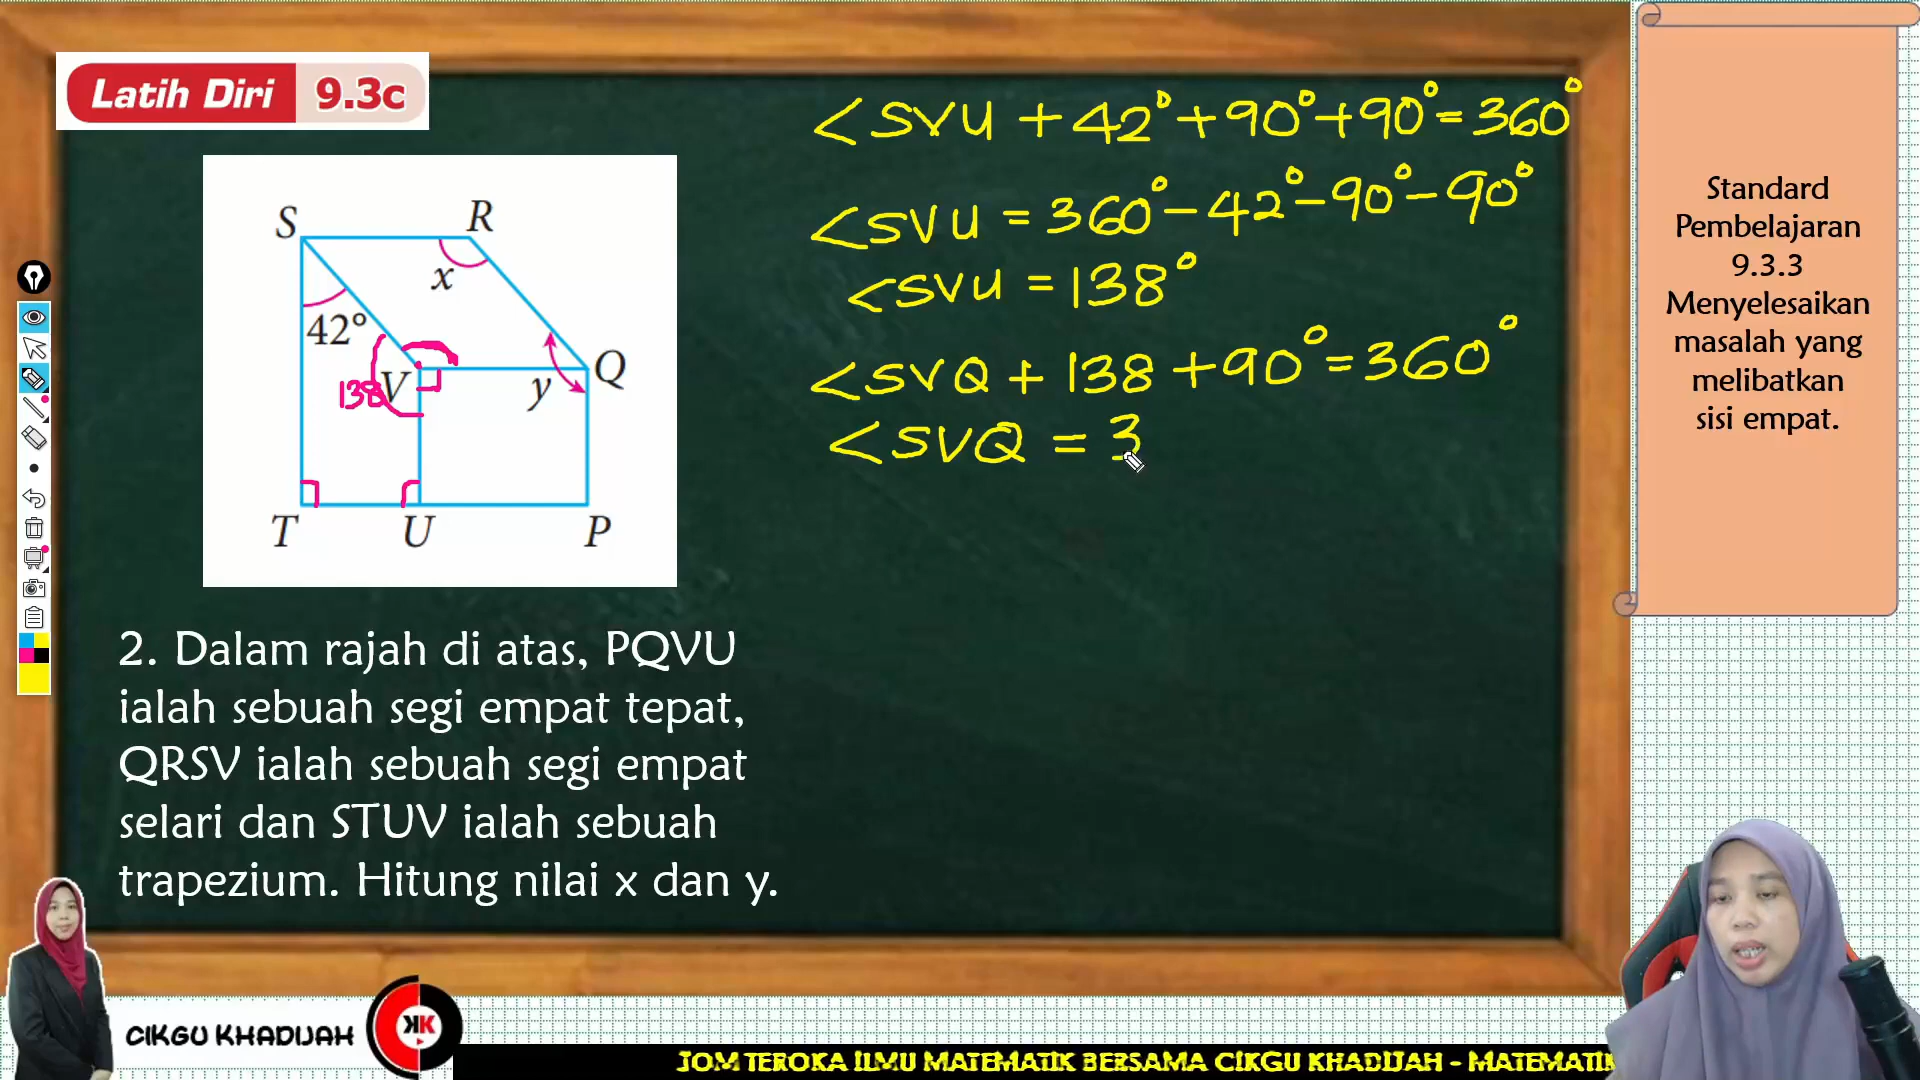 Latih Diri 9.3c
S
R
x
42°
V
138
y
Q
T
U
P
2. Dalam rajah di atas, PQVU
ialah sebuah segi empat tepat,
QRSV ialah sebuah segi empat
selari dan STUV ialah sebuah
trapezium. Hitung nilai x dan y.
<SVU + 42° + 90° + 90° = 360°
<SVU = 360° - 42° - 90° - 90°
<SVU = 138°
<SVQ + 138 + 90° = 360°
<SVQ = 3
Standard
Pembelajaran
9.3.3
Menyelesaikan
masalah yang
melibatkan
sisi empat.
CIKGU KHADIJAH
KK
JOM TEROKA ILMU MATEMATIK BERSAMA CIKGU KHADIJAH - MATEMATIK